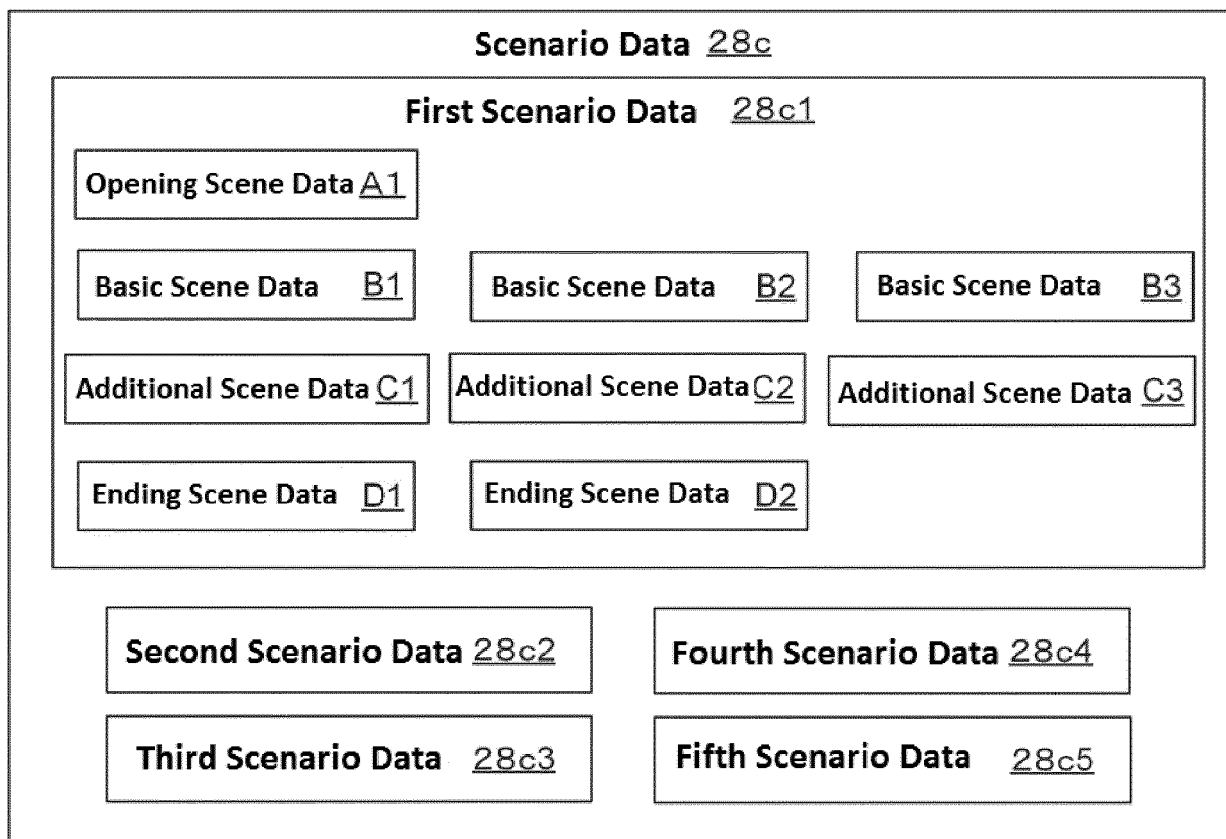 Scenario Data 28c
First Scenario Data 28c1
Opening Scene Data A1
Basic Scene Data B1
Basic Scene Data B2
Basic Scene Data B3
Additional Scene Data C1
Additional Scene Data C2
Additional Scene Data C3
Ending Scene Data D1
Ending Scene Data D2
Second Scenario Data 28c2
Fourth Scenario Data 28c4
Third Scenario Data 28c3
Fifth Scenario Data 28c5